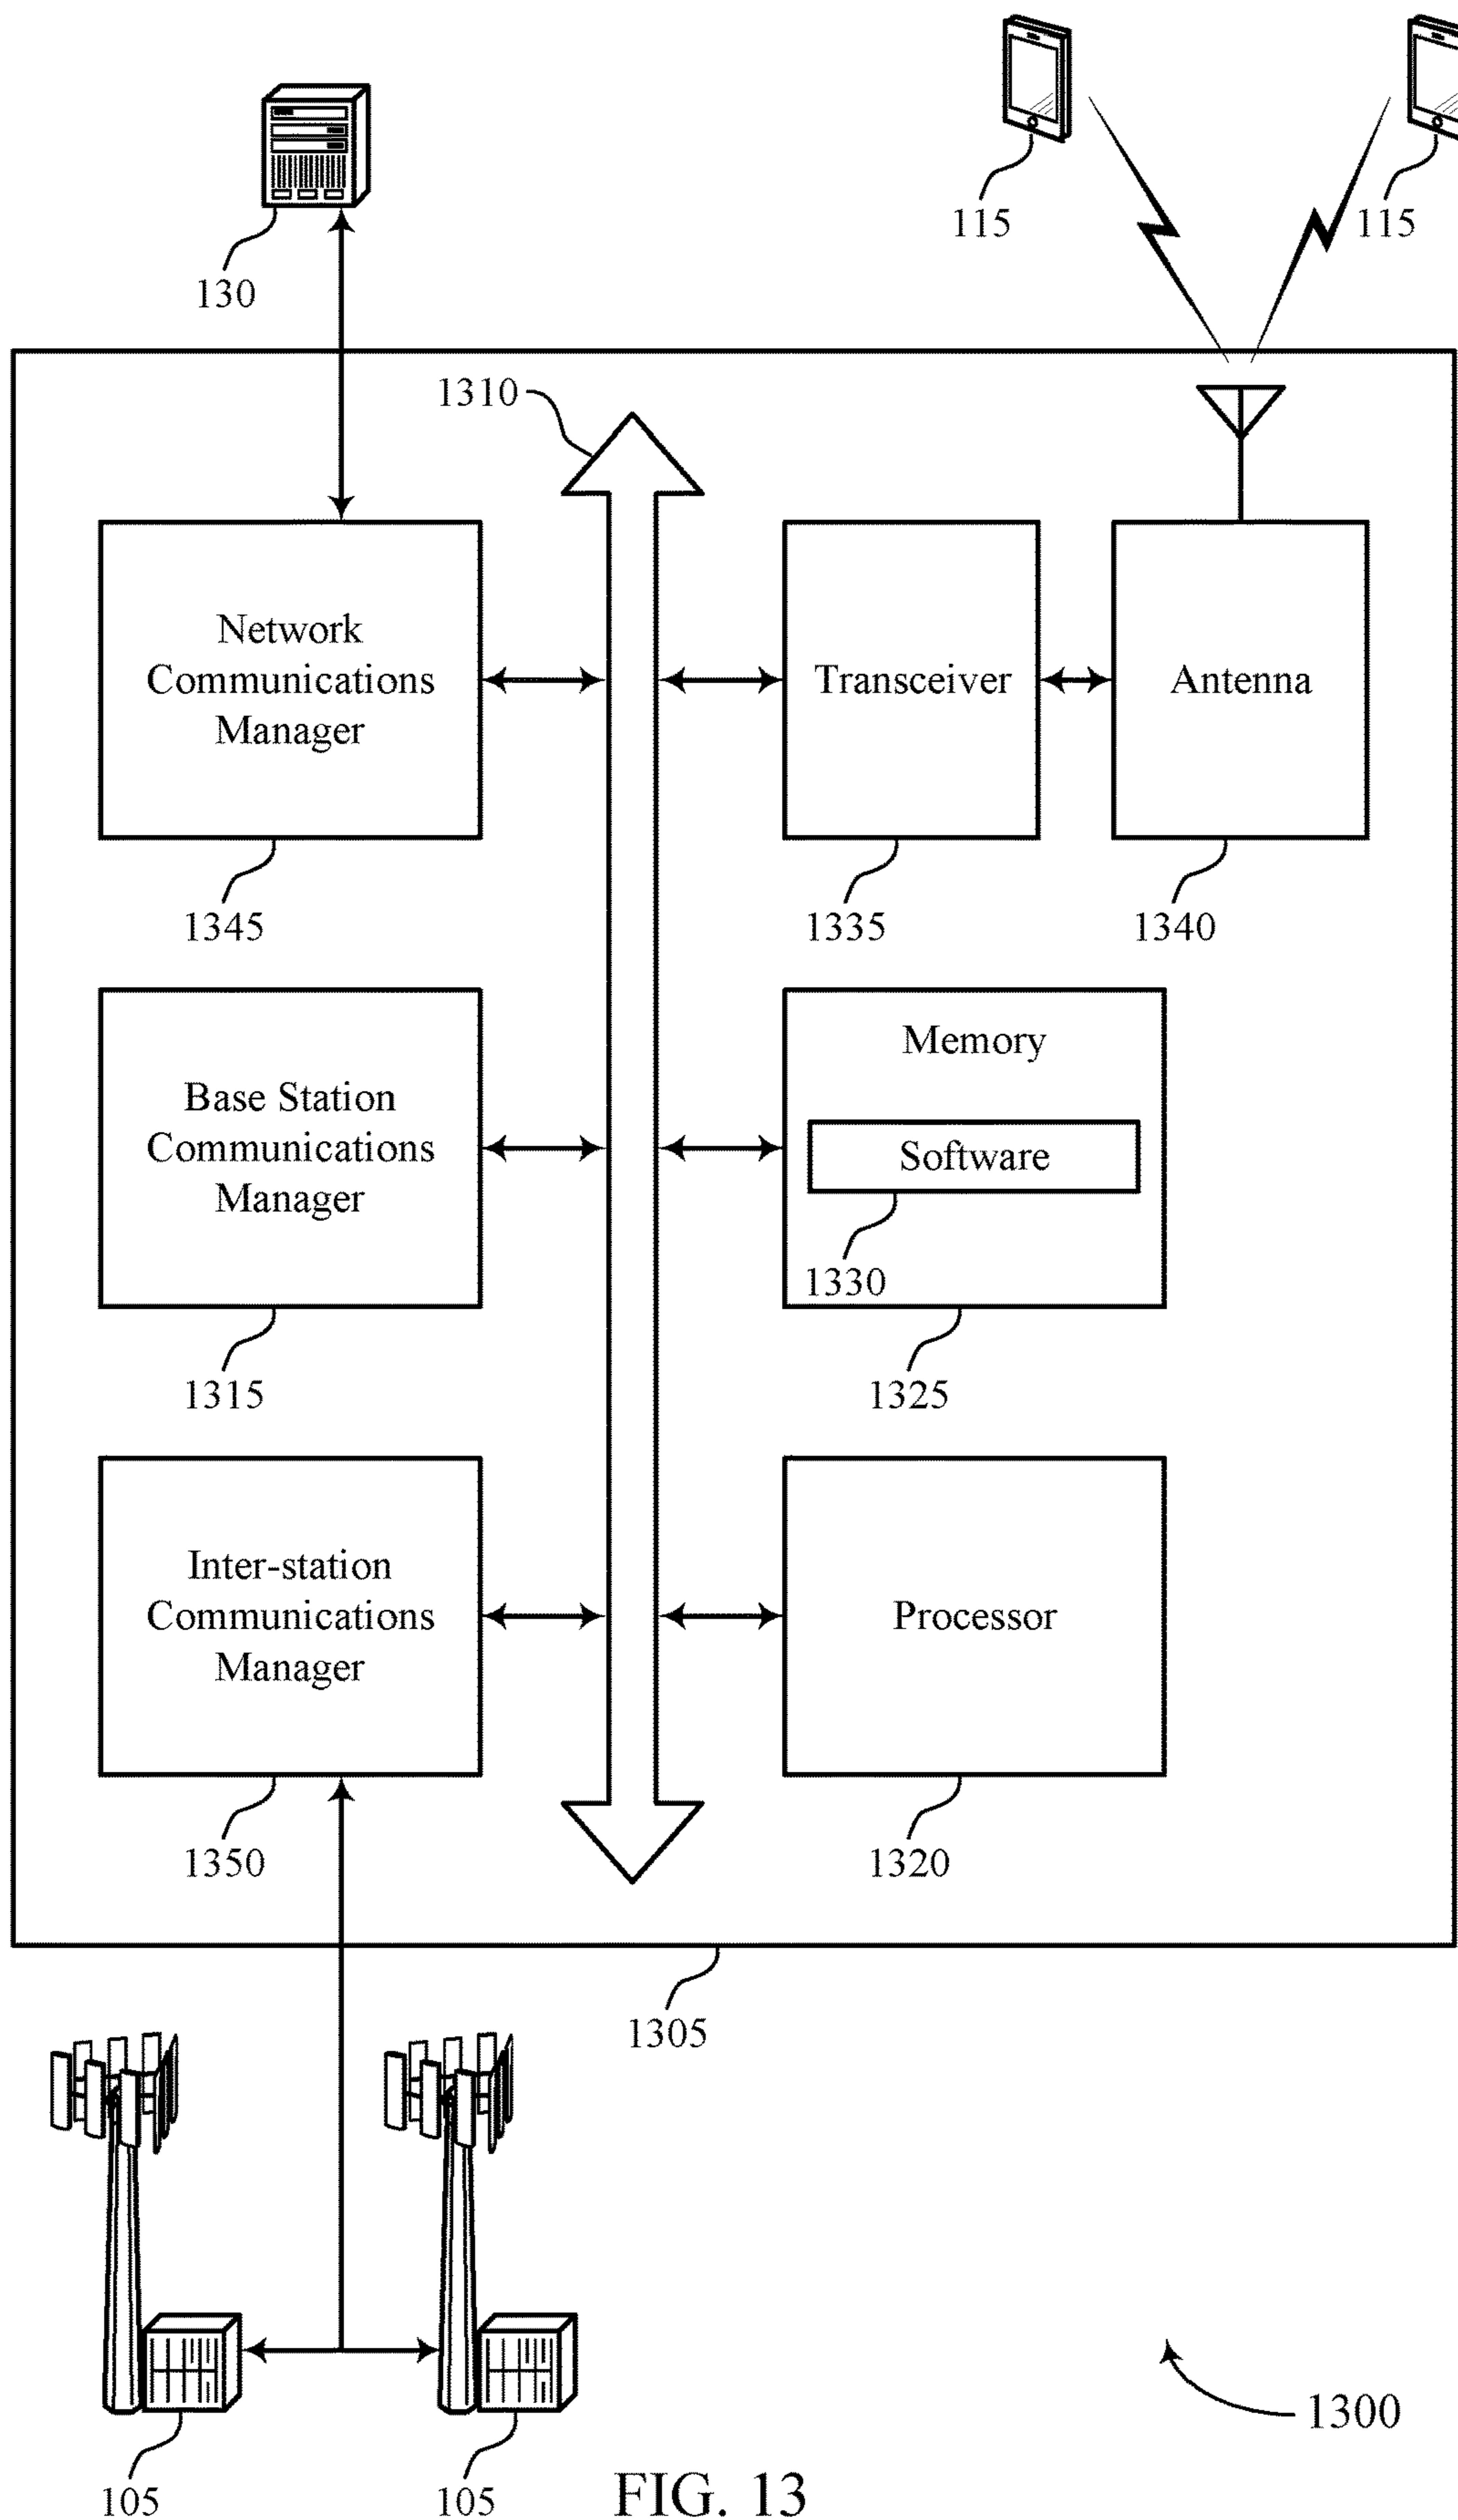 115
115
130
1310
Network
Communications
Manager
Transceiver
Antenna
1345
1335
1340
Base Station
Communications
Manager
Memory
Software
1330
1315
1325
Inter-station
Communications
Manager
Processor
1350
1320
1305
1300
105
105
FIG. 13